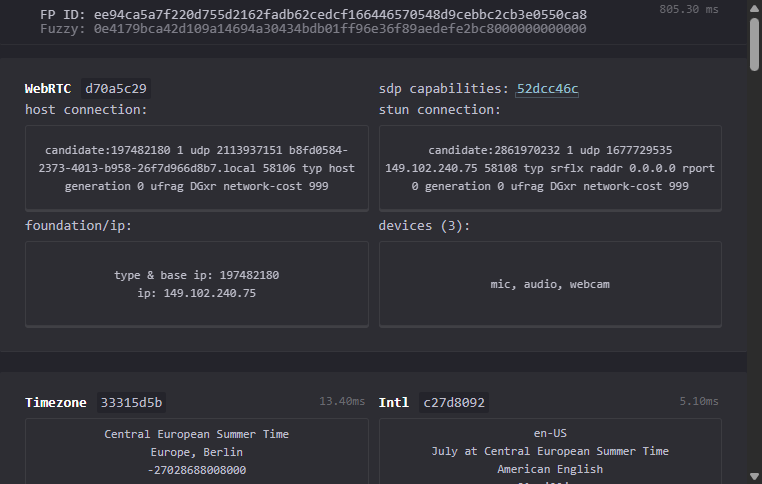 FP ID: ee94ca5a7f220d755d2162fadb62cedcf166446570548d9cebbc2cb3e0550ca8
805.30 ms
Fuzzy: 0e4179bca42d109a14694a30434bdb01ff96e36f89aedefe2bc8000000000000
WebRTC d70a5c29
host connection:
candidate:197482180 1 udp 2113937151 b8fd0584-
2373-4013-b958-26f7d966d8b7.local 58106 typ host
generation 0 ufrag DGxr network-cost 999
sdp capabilities: 52dcc46c
stun connection:
candidate:2861970232 1 udp 1677729535
149.102.240.75 58108 typ srflx raddr 0.0.0.0 rport
0 generation 0 ufrag DGxr network-cost 999
foundation/ip:
type & base ip: 197482180
ip: 149.102.240.75
devices (3):
mic, audio, webcam
Timezone 33315d5b
13.40ms
Central European Summer Time
Europe, Berlin
-27028688008000
Intl c27d8092
5.10ms
en-US
July at Central European Summer Time
American English